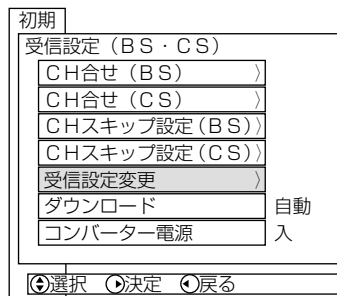 初期
受信設定（ＢＳ・ＣＳ）
ＣＨ合せ（ＢＳ） 〉
ＣＨ合せ（ＣＳ） 〉
ＣＨスキップ設定（ＢＳ）〉
ＣＨスキップ設定（ＣＳ）〉
受信設定変更 〉
ダウンロード 自動
コンバーター電源 入
選択 決定 戻る